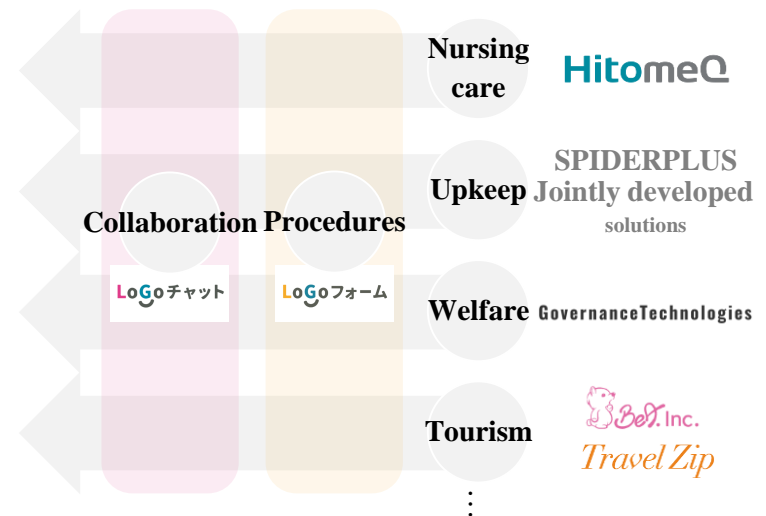 Nursing
care
HitomeQ
Upkeep
SPIDERPLUS
Jointly developed
solutions
Collaboration
Procedures
LoGoチャット
LoGoフォーム
Welfare
GovernanceTechnologies
Tourism
BeX.Inc.
Travel Zip
⋮